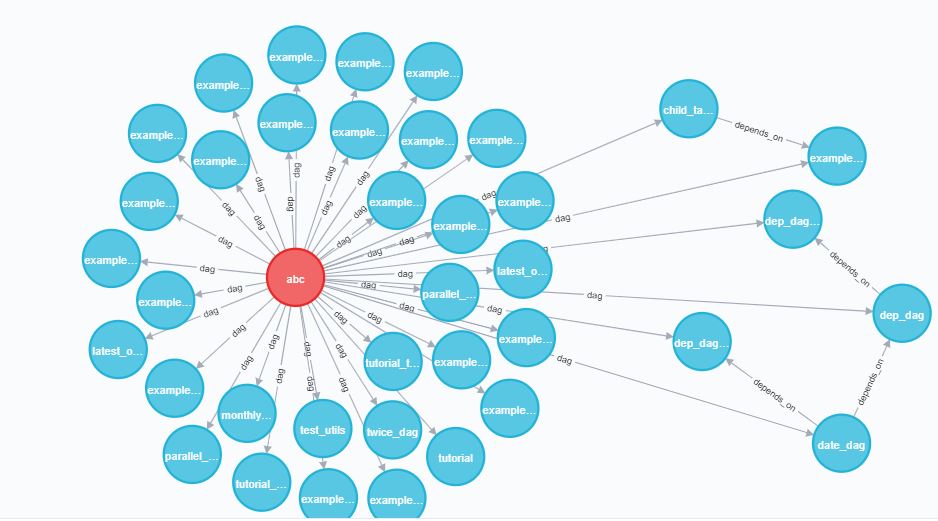 example...
example...
example...
example...
example...
example...
child_ta...
depends_on
example...
example...
example...
example...
example...
dag
dag
dag
dag
dag
dag
example...
example...
example...
dag
dep_dag...
example...
dag
dag
dag
dag
dag
dag
dag
example...
dag
dag
dag
latest_o...
depends_on
dag
dag
abc
example...
dag
parallel_...
dag
dag
dep_dag
dag
dag
dag
dag
dag
example...
dep_dag...
latest_o...
dag
dag
dag
dag
tutorial_t...
example...
dag
example...
dag
dag
dag
dag
depends_on
depends_on
monthly...
example...
test_utils
twice_dag
tutorial
date_dag
parallel_...
tutorial_...
example...
example...